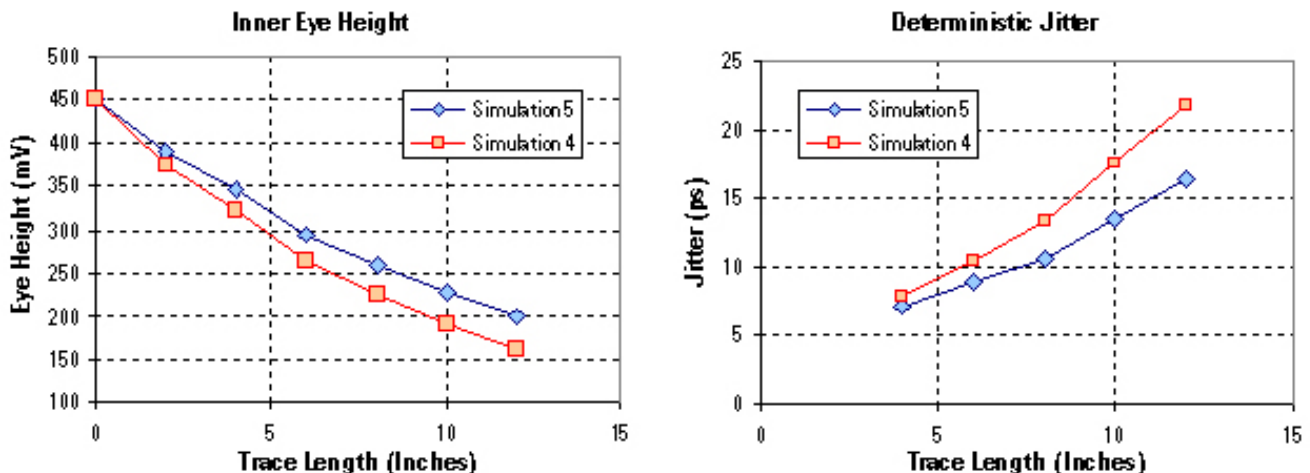 Inner Eye Height
500
450
400
350
300
250
200
150
100
Eye Height (mV)
Simulation 5
Simulation 4
0 5 10 15
Trace Length (Inches)
Deterministic Jitter
25
20
15
10
5
0
Jitter (ps)
Simulation 5
Simulation 4
0 5 10 15
Trace Length (Inches)